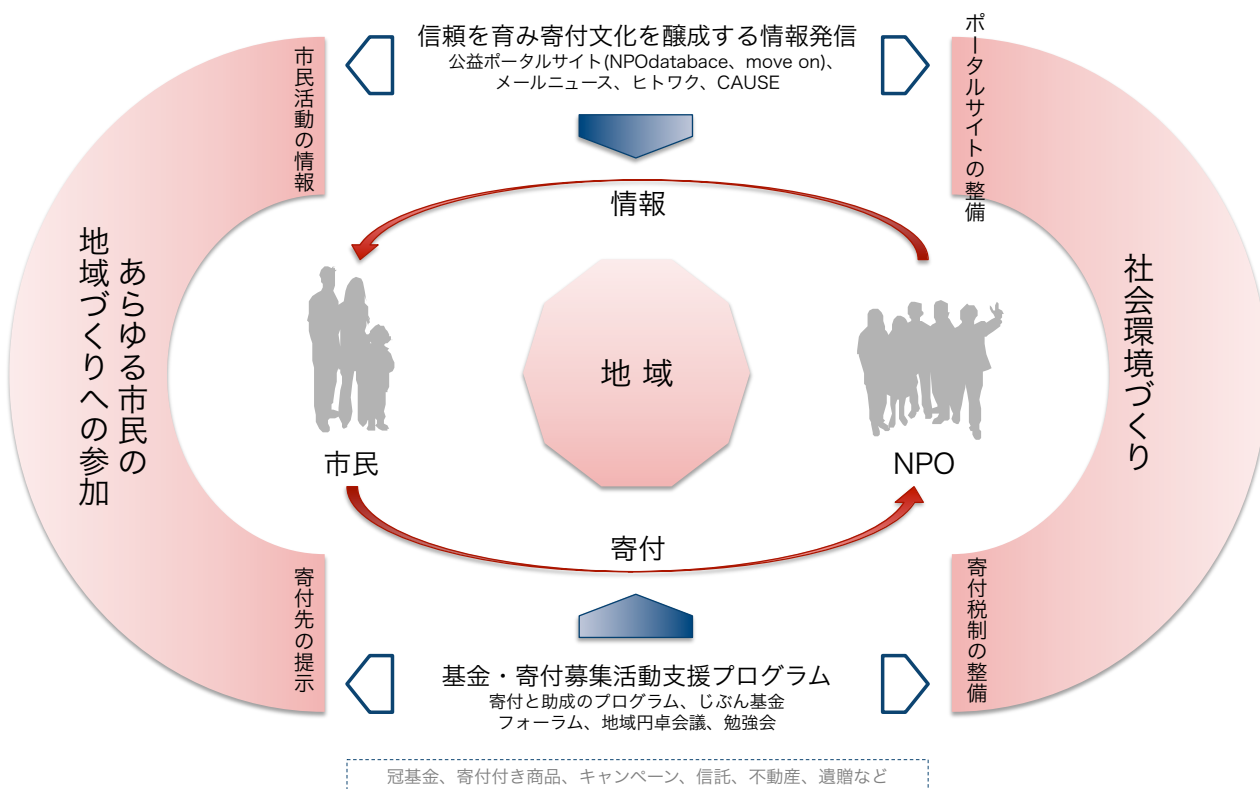 信頼を育み寄付文化を醸成する情報発信
公益ポータルサイト(NPOdatabace、move on)、
メールニュース、ヒトワク、CAUSE
市民活動の情報
ポータルサイトの整備
情報
あらゆる市民の
地域づくりへの参加
地域
社会環境づくり
市民
NPO
寄付
寄付先の提示
寄付税制の整備
基金・寄付募集活動支援プログラム
寄付と助成のプログラム、じぶん基金
フォーラム、地域円卓会議、勉強会
冠基金、寄付付き商品、キャンペーン、信託、不動産、遺贈など